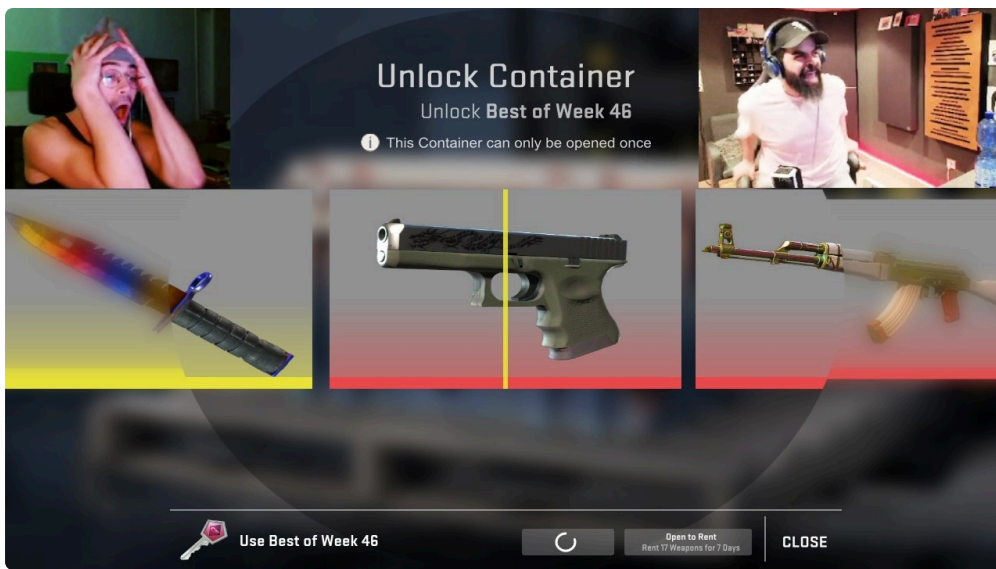 Unlock Container
Unlock Best of Week 46
This Container can only be opened once
Use Best of Week 46
Open to Rent
Rent 17 Weapons for 7 Days
CLOSE